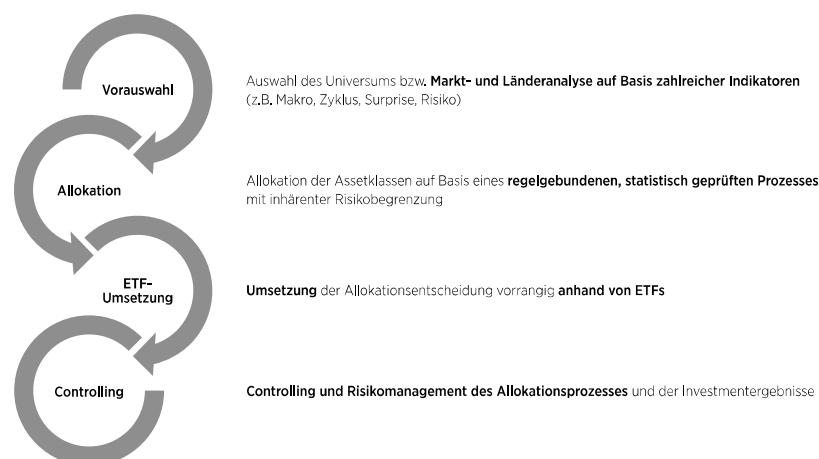 Vorauswahl
Auswahl des Universums bzw. Markt- und Länderanalyse auf Basis zahlreicher Indikatoren
(z.B. Makro, Zyklus, Surprise, Risiko)
Allokation
Allokation der Assetklassen auf Basis eines regelgebundenen, statistisch geprüften Prozesses
mit inhärenter Risikobegrenzung
ETF-
Umsetzung
Umsetzung der Allokationsentscheidung vorrangig anhand von ETFs
Controlling
Controlling und Risikomanagement des Allokationsprozesses und der Investmentergebnisse